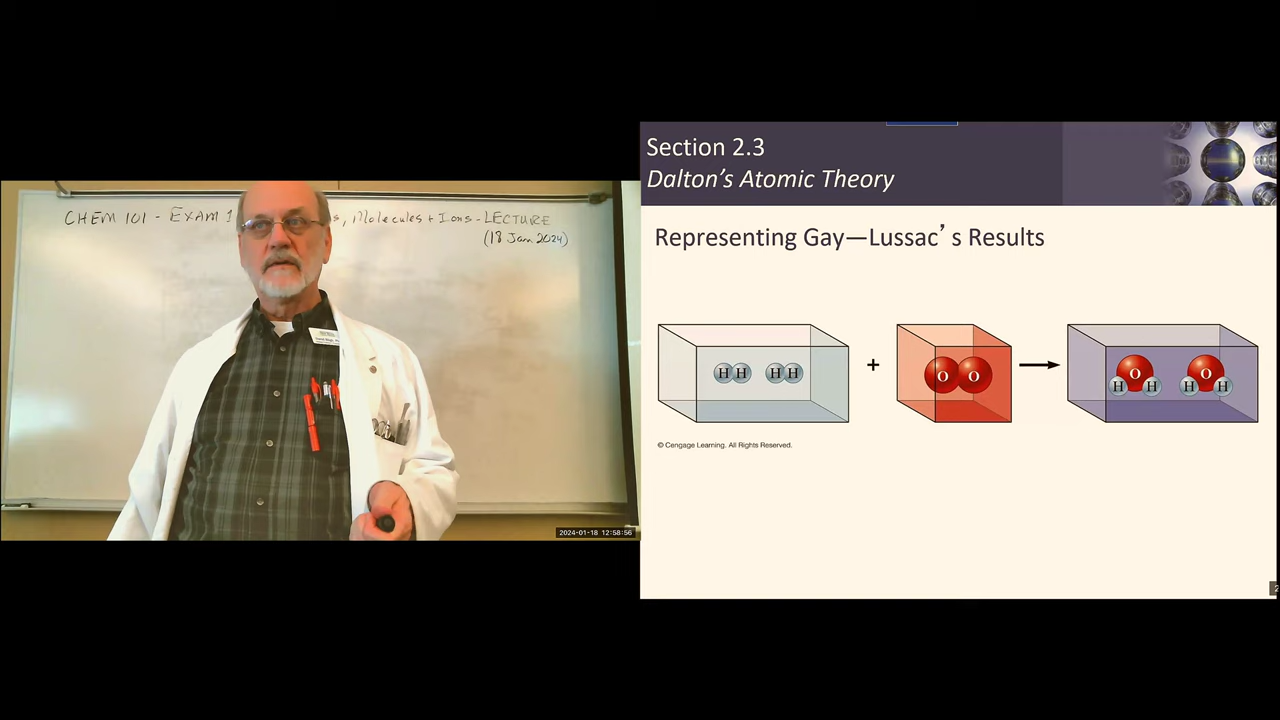 CHEM 101 - EXAM 1 s, Molecules + Ions - LECTURE
(18 Jan 2024)
2024-01-18 12:58:56
Section 2.3
Dalton's Atomic Theory
Representing Gay—Lussac's Results
H H H H + O O → O H H O H H
© Cengage Learning. All Rights Reserved.
2